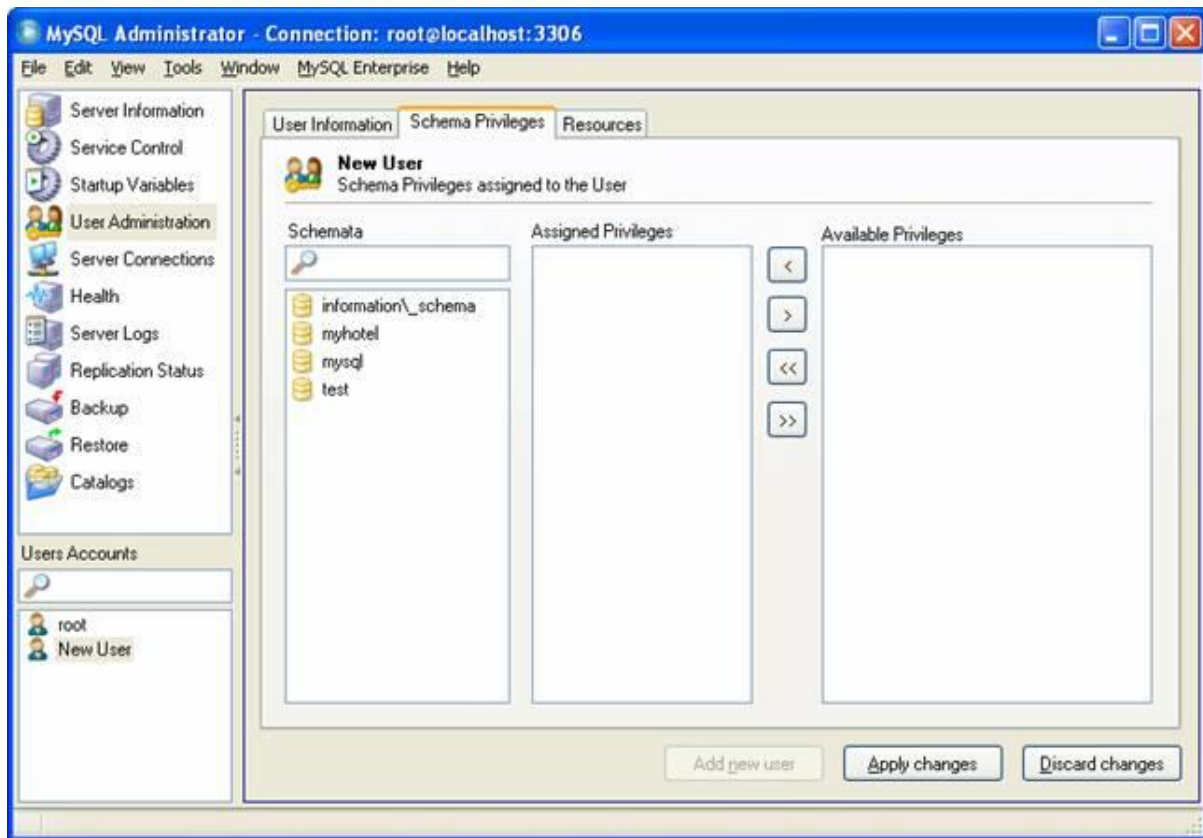 MySQL Administrator - Connection: root@localhost:3306
File Edit View Tools Window MySQL Enterprise Help
Server Information
Service Control
Startup Variables
User Administration
Server Connections
Health
Server Logs
Replication Status
Backup
Restore
Catalogs
Users Accounts
root
New User
User Information Schema Privileges Resources
New User
Schema Privileges assigned to the User
Schemata Assigned Privileges Available Privileges
information\_schema
myhotel
mysql
test
<
>
<<
>>
Add new user Apply changes Discard changes